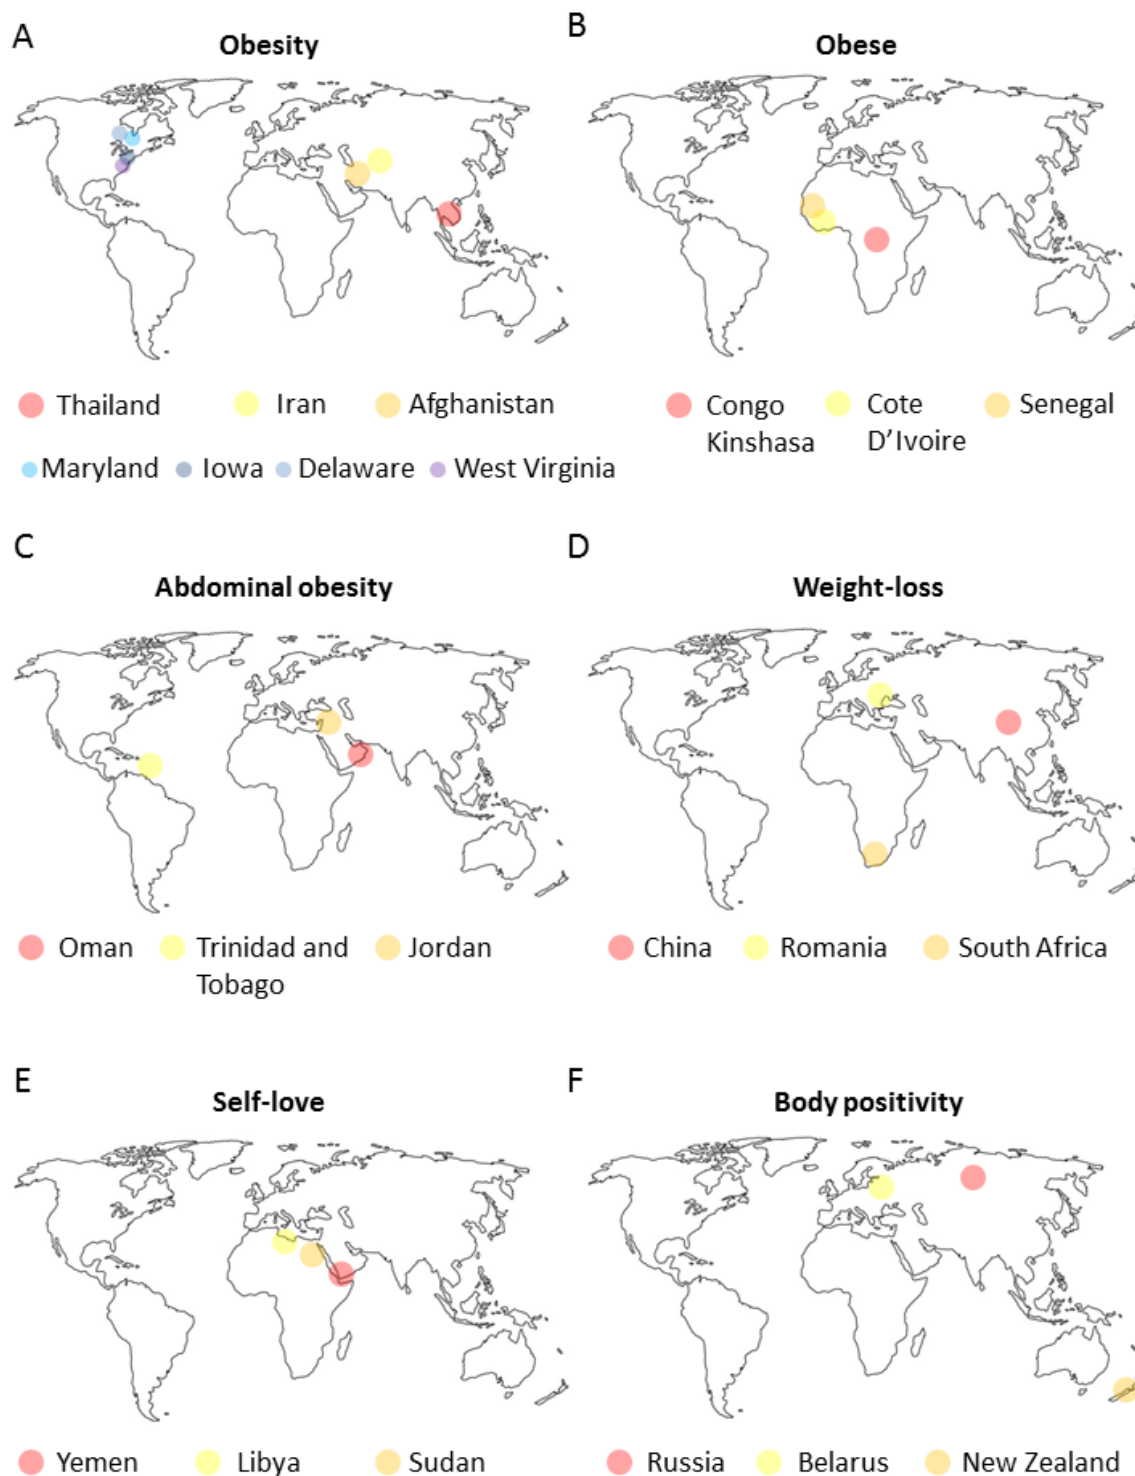 A
Obesity
Thailand Iran Afghanistan
Maryland Iowa Delaware West Virginia
B
Obese
Congo Kinshasa
Cote D'Ivoire
Senegal
C
Abdominal obesity
Oman
Trinidad and
Tobago
Jordan
D
Weight-loss
China Romania South Africa
E
Self-love
Yemen Libya Sudan
F
Body positivity
Russia Belarus New Zealand